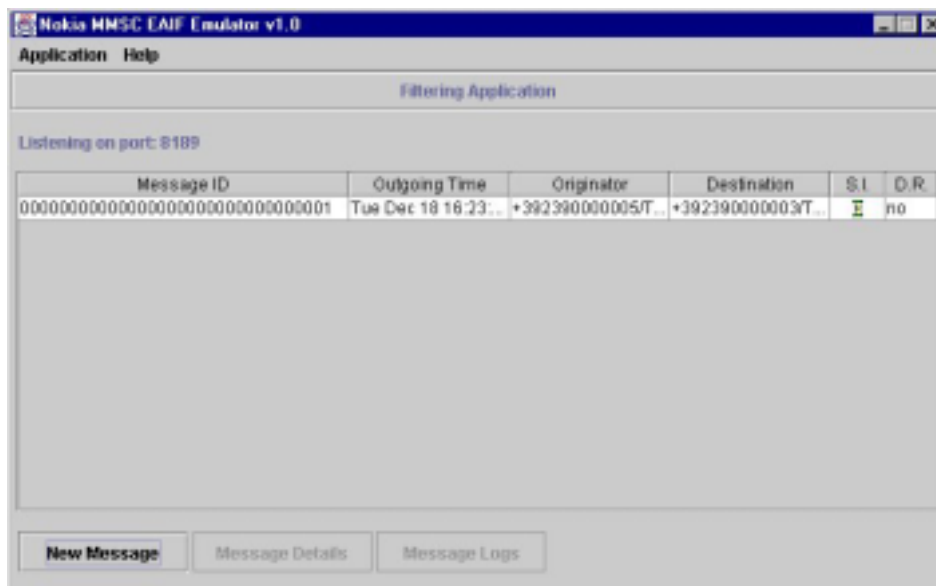 Nokia MMSC EAIF Emulator v1.0
Application Help
Filtering Application
Listening on port: 8189
Message ID Outgoing Time Originator Destination S.I. D.R.
00000000000000000000000000000001 Tue Dec 18 16:23:... +392390000005/T... +392390000003/T... no
New Message Message Details Message Logs